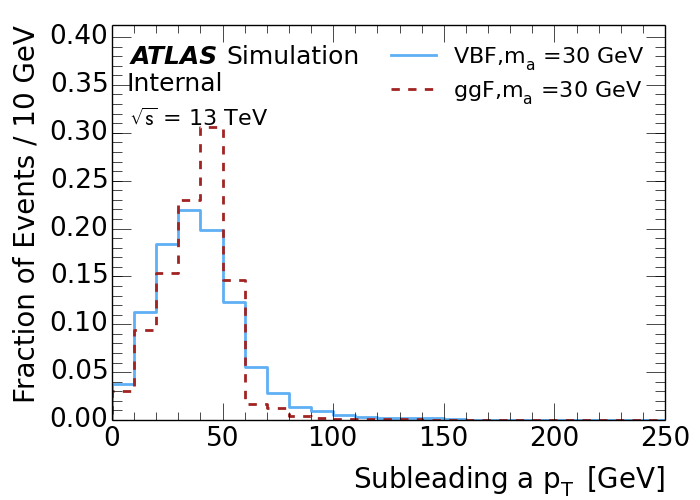 ATLAS Simulation
Internal
√s = 13 TeV
VBF,mₐ =30 GeV
ggF,mₐ =30 GeV
Fraction of Events / 10 GeV
0.40
0.35
0.30
0.25
0.20
0.15
0.10
0.05
0.00
0 50 100 150 200 250
Subleading a p_T [GeV]